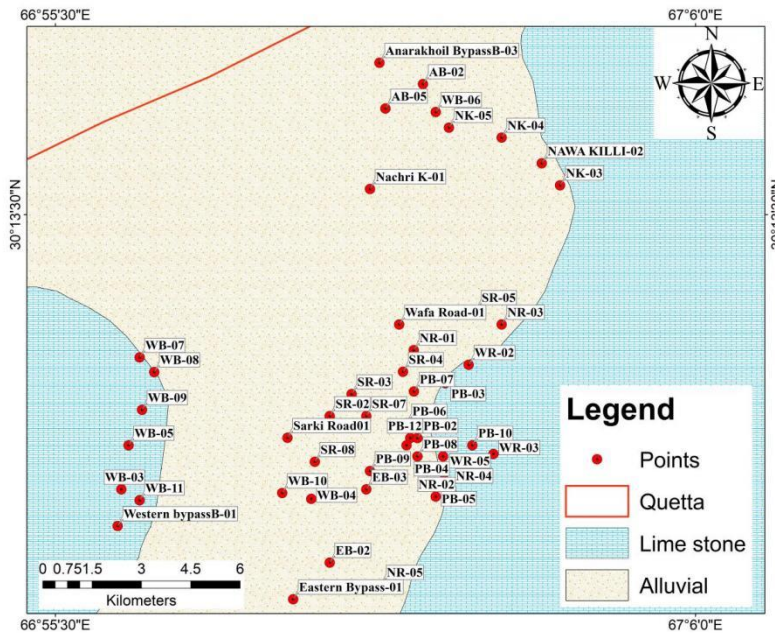 66°55'30"E
67°6'0"E
Anarakhoil BypassB-03
AB-02
AB-05
WB-06
NK-05
NK-04
NAWA KILLI-02
NK-03
Nachri K-01
N
W
E
S
30°13'30"N
30°13'30"N
SR-05
Wafa Road-01
NR-03
NR-01
WR-02
SR-04
WB-07
WB-08
SR-03
PB-07
PB-03
WB-09
SR-02
SR-07
PB-06
PB-12
PB-02
Sarki Road01
WB-05
PB-08
PB-10
WR-03
SR-08
PB-09
PB-04
WR-05
WB-03
WB-11
WB-10
WB-04
EB-03
NR-02
NR-04
PB-05
Western bypassB-01
EB-02
NR-05
Eastern Bypass-01
Legend
Points
Quetta
Lime stone
Alluvial
0 0.75 1.5 3 4.5 6
Kilometers
66°55'30"E
67°6'0"E